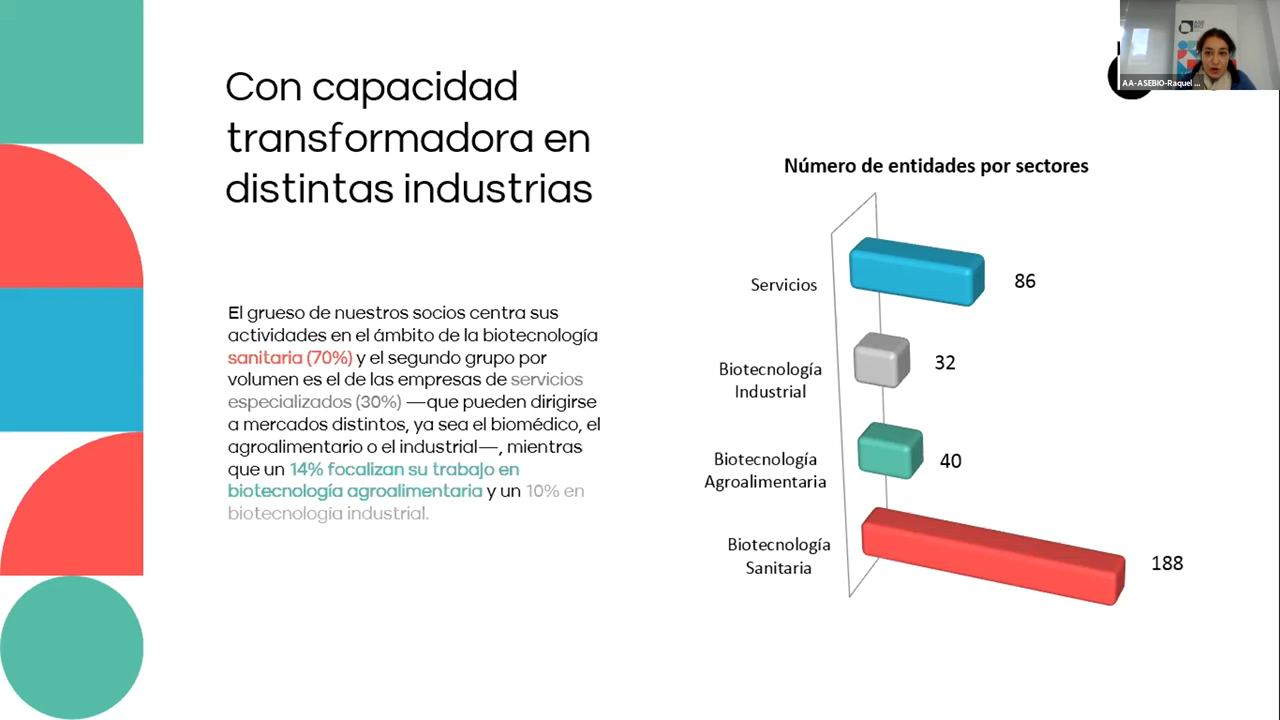 Con capacidad
transformadora en
distintas industrias
El grueso de nuestros socios centra sus
actividades en el ámbito de la biotecnología
sanitaria (70%) y el segundo grupo por
volumen es el de las empresas de servicios
especializados (30%) —que pueden dirigirse
a mercados distintos, ya sea el biomédico, el
agroalimentario o el industrial—, mientras
que un 14% focalizan su trabajo en
biotecnología agroalimentaria y un 10% en
biotecnología industrial.
Número de entidades por sectores
Servicios
86
Biotecnología
Industrial
32
Biotecnología
Agroalimentaria
40
Biotecnología
Sanitaria
188
ASE
BIO
AA-ASEBIO-Raquel ...